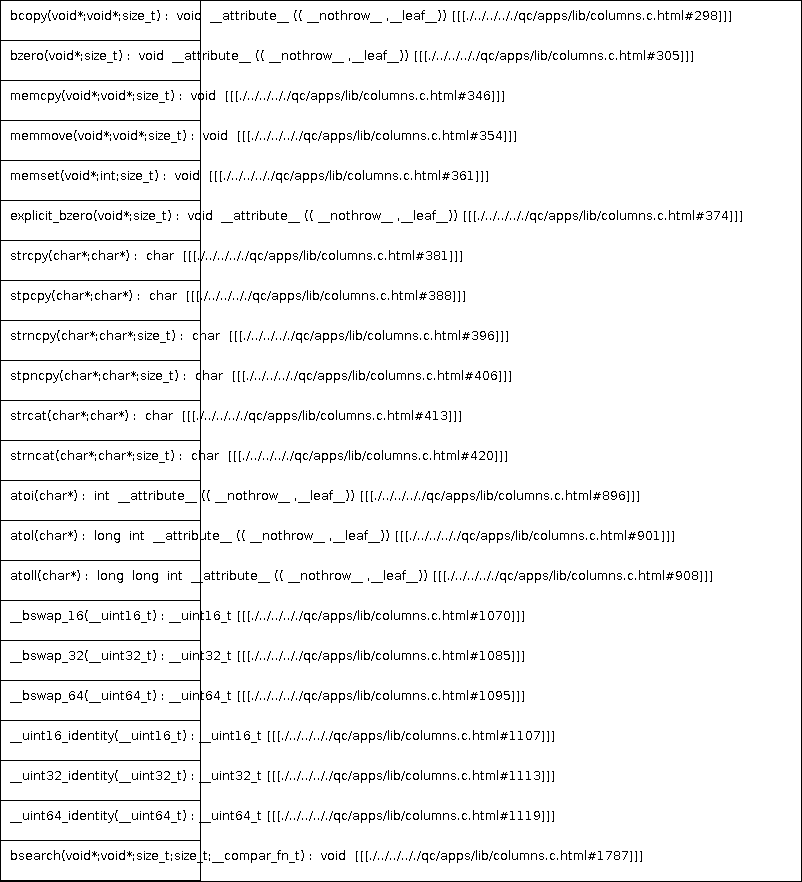 bcopy(void*;void*;size_t) : void __attribute__ (( __nothrow__ ,__leaf__)) [[[./../../../../qc/apps/lib/columns.c.html#298]]]
bzero(void*;size_t) : void __attribute__ (( __nothrow__ ,__leaf__)) [[[./../../../../qc/apps/lib/columns.c.html#305]]]
memcpy(void*;void*;size_t) : void [[[./../../../../qc/apps/lib/columns.c.html#346]]]
memmove(void*;void*;size_t) : void [[[./../../../../qc/apps/lib/columns.c.html#354]]]
memset(void*;int;size_t) : void [[[./../../../../qc/apps/lib/columns.c.html#361]]]
explicit_bzero(void*;size_t) : void __attribute__ (( __nothrow__ ,__leaf__)) [[[./../../../../qc/apps/lib/columns.c.html#374]]]
strcpy(char*;char*) : char [[[./../../../../qc/apps/lib/columns.c.html#381]]]
stpcpy(char*;char*) : char [[[./../../../../qc/apps/lib/columns.c.html#388]]]
strncpy(char*;char*;size_t) : char [[[./../../../../qc/apps/lib/columns.c.html#396]]]
stpncpy(char*;char*;size_t) : char [[[./../../../../qc/apps/lib/columns.c.html#406]]]
strcat(char*;char*) : char [[[./../../../../qc/apps/lib/columns.c.html#413]]]
strncat(char*;char*;size_t) : char [[[./../../../../qc/apps/lib/columns.c.html#420]]]
atoi(char*) : int __attribute__ (( __nothrow__ ,__leaf__)) [[[./../../../../qc/apps/lib/columns.c.html#896]]]
atol(char*) : long int __attribute__ (( __nothrow__ ,__leaf__)) [[[./../../../../qc/apps/lib/columns.c.html#901]]]
atoll(char*) : long long int __attribute__ (( __nothrow__ ,__leaf__)) [[[./../../../../qc/apps/lib/columns.c.html#908]]]
__bswap_16(__uint16_t) : __uint16_t [[[./../../../../qc/apps/lib/columns.c.html#1070]]]
__bswap_32(__uint32_t) : __uint32_t [[[./../../../../qc/apps/lib/columns.c.html#1085]]]
__bswap_64(__uint64_t) : __uint64_t [[[./../../../../qc/apps/lib/columns.c.html#1095]]]
__uint16_identity(__uint16_t) : __uint16_t [[[./../../../../qc/apps/lib/columns.c.html#1107]]]
__uint32_identity(__uint32_t) : __uint32_t [[[./../../../../qc/apps/lib/columns.c.html#1113]]]
__uint64_identity(__uint64_t) : __uint64_t [[[./../../../../qc/apps/lib/columns.c.html#1119]]]
bsearch(void*;void*;size_t;size_t;__compar_fn_t) : void [[[./../../../../qc/apps/lib/columns.c.html#1787]]]